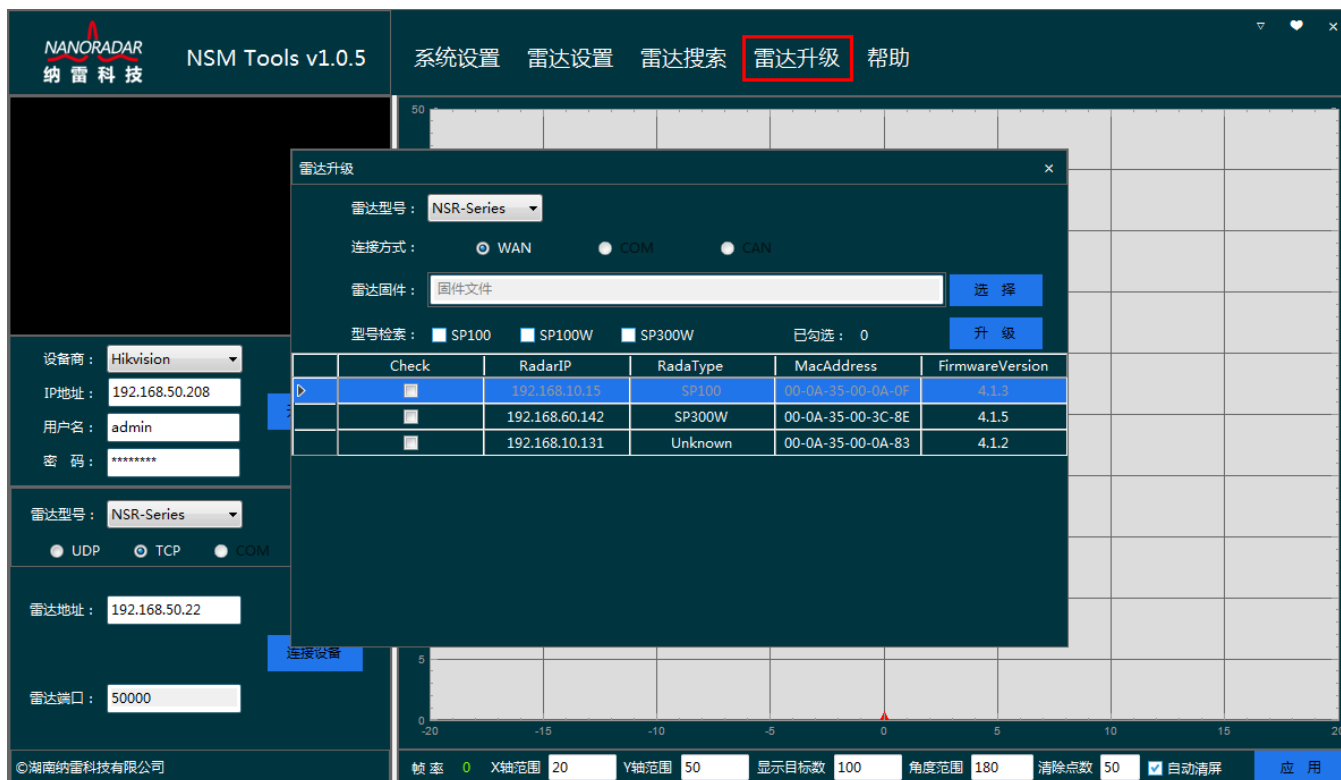 NANORADAR
纳雷科技
NSM Tools v1.0.5
系统设置 雷达设置 雷达搜索 雷达升级 帮助
50
雷达升级
雷达型号： NSR-Series
连接方式： WAN COM CAN
雷达固件： 固件文件 选 择
型号检索： SP100 SP100W SP300W 已勾选： 0 升 级
Check RadarIP RadaType MacAddress FirmwareVersion
192.168.10.15 SP100 00-0A-35-00-0A-0F 4.1.3
192.168.60.142 SP300W 00-0A-35-00-3C-8E 4.1.5
192.168.10.131 Unknown 00-0A-35-00-0A-83 4.1.2
设备商： Hikvision
IP地址： 192.168.50.208
用户名： admin
密 码： ********
雷达型号： NSR-Series
UDP TCP COM
雷达地址： 192.168.50.22
连接设备
雷达端口： 50000
5
0
-20 -15 -10 -5 0 5 10 15 20
©湖南纳雷科技有限公司
帧 率 0 X轴范围 20 Y轴范围 50 显示目标数 100 角度范围 180 清除点数 50 自动清屏 应 用